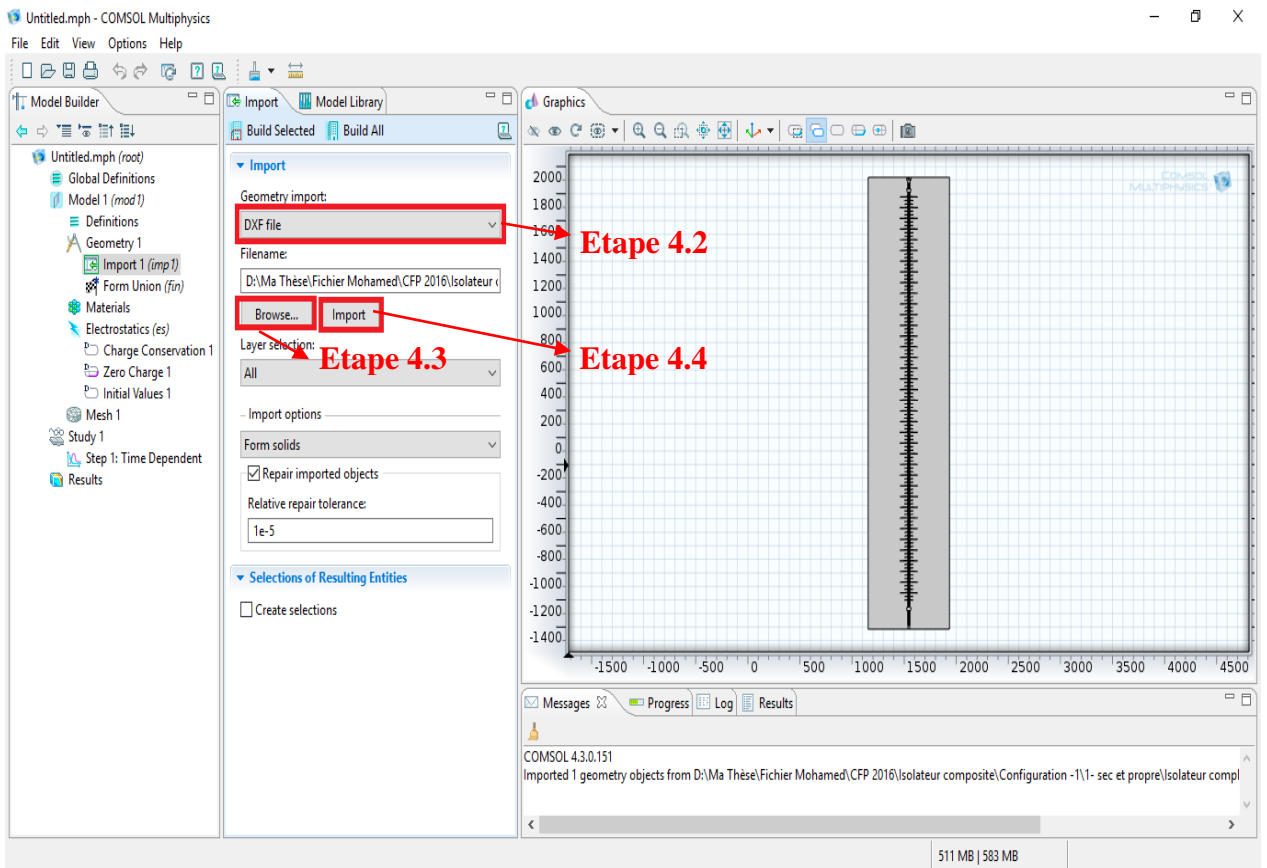 Untitled.mph - COMSOL Multiphysics
File Edit View Options Help
Model Builder
Untitled.mph (root)
Global Definitions
Model 1 (mod1)
Definitions
Geometry 1
Import 1 (imp1)
Form Union (fin)
Materials
Electrostatics (es)
Charge Conservation 1
Zero Charge 1
Initial Values 1
Mesh 1
Study 1
Step 1: Time Dependent
Results
Import Model Library
Build Selected Build All
Import
Geometry import:
DXF file
Etape 4.2
Filename:
D:\Ma Thèse\Fichier Mohamed\CFP 2016\Isolateur c
Browse... Import
Etape 4.3
Etape 4.4
Layer selection:
All
Import options
Form solids
Repair imported objects
Relative repair tolerance:
1e-5
Selections of Resulting Entities
Create selections
Graphics
COMSOL
MULTIPHYSICS
2000
1800
1600
1400
1200
1000
800
600
400
200
0
-200
-400
-600
-800
-1000
-1200
-1400
-1500 -1000 -500 0 500 1000 1500 2000 2500 3000 3500 4000 4500
Messages Progress Log Results
COMSOL 4.3.0.151
Imported 1 geometry objects from D:\Ma Thèse\Fichier Mohamed\CFP 2016\Isolateur composite\Configuration -1\1- sec et propre\Isolateur compl
511 MB | 583 MB